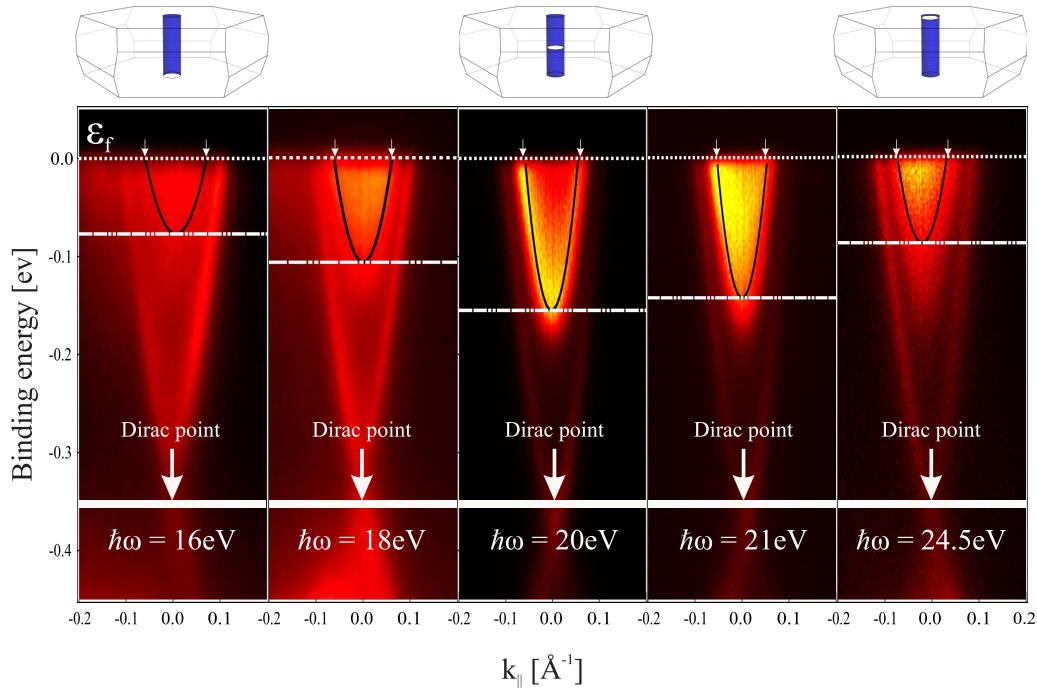 ε_f
Binding energy [ev]
0.0
-0.1
-0.2
-0.3
-0.4
Dirac point Dirac point Dirac point Dirac point Dirac point
ℏω = 16eV ℏω = 18eV ℏω = 20eV ℏω = 21eV ℏω = 24.5eV
-0.2 -0.1 0.0 0.1 -0.2 -0.1 0.0 0.1 -0.2 -0.1 0.0 0.1 -0.2 -0.1 0.0 0.1 -0.2 -0.1 0.0 0.1 0.2
k∥ [Å⁻¹]